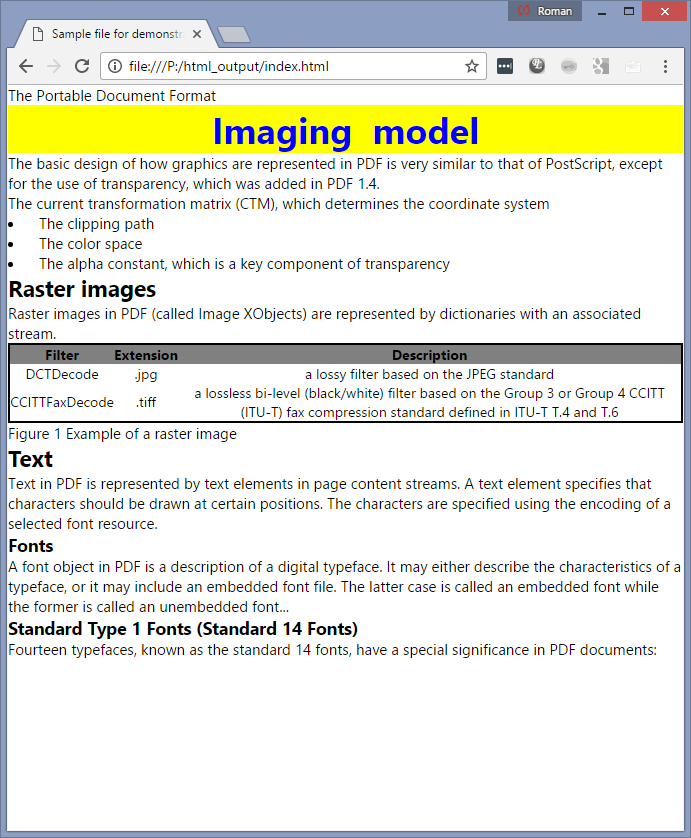 Roman
Sample file for demonstr
file:///P:/html_output/index.html
The Portable Document Format
Imaging model
The basic design of how graphics are represented in PDF is very similar to that of PostScript, except
for the use of transparency, which was added in PDF 1.4.
The current transformation matrix (CTM), which determines the coordinate system
• The clipping path
• The color space
• The alpha constant, which is a key component of transparency
Raster images
Raster images in PDF (called Image XObjects) are represented by dictionaries with an associated
stream.
Filter Extension Description
DCTDecode .jpg a lossy filter based on the JPEG standard
CCITTFaxDecode .tiff a lossless bi-level (black/white) filter based on the Group 3 or Group 4 CCITT
(ITU-T) fax compression standard defined in ITU-T T.4 and T.6
Figure 1 Example of a raster image
Text
Text in PDF is represented by text elements in page content streams. A text element specifies that
characters should be drawn at certain positions. The characters are specified using the encoding of a
selected font resource.
Fonts
A font object in PDF is a description of a digital typeface. It may either describe the characteristics of a
typeface, or it may include an embedded font file. The latter case is called an embedded font while
the former is called an unembedded font...
Standard Type 1 Fonts (Standard 14 Fonts)
Fourteen typefaces, known as the standard 14 fonts, have a special significance in PDF documents: